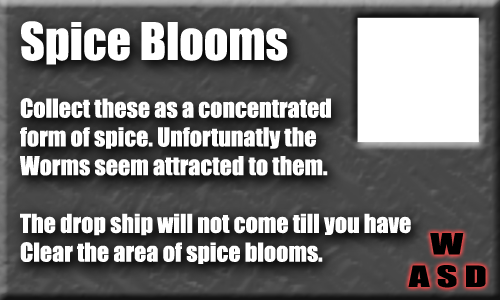 Spice Blooms
Collect these as a concentrated
form of spice. Unfortunatly the
Worms seem attracted to them.
The drop ship will not come till you have
Clear the area of spice blooms.
W
A S D